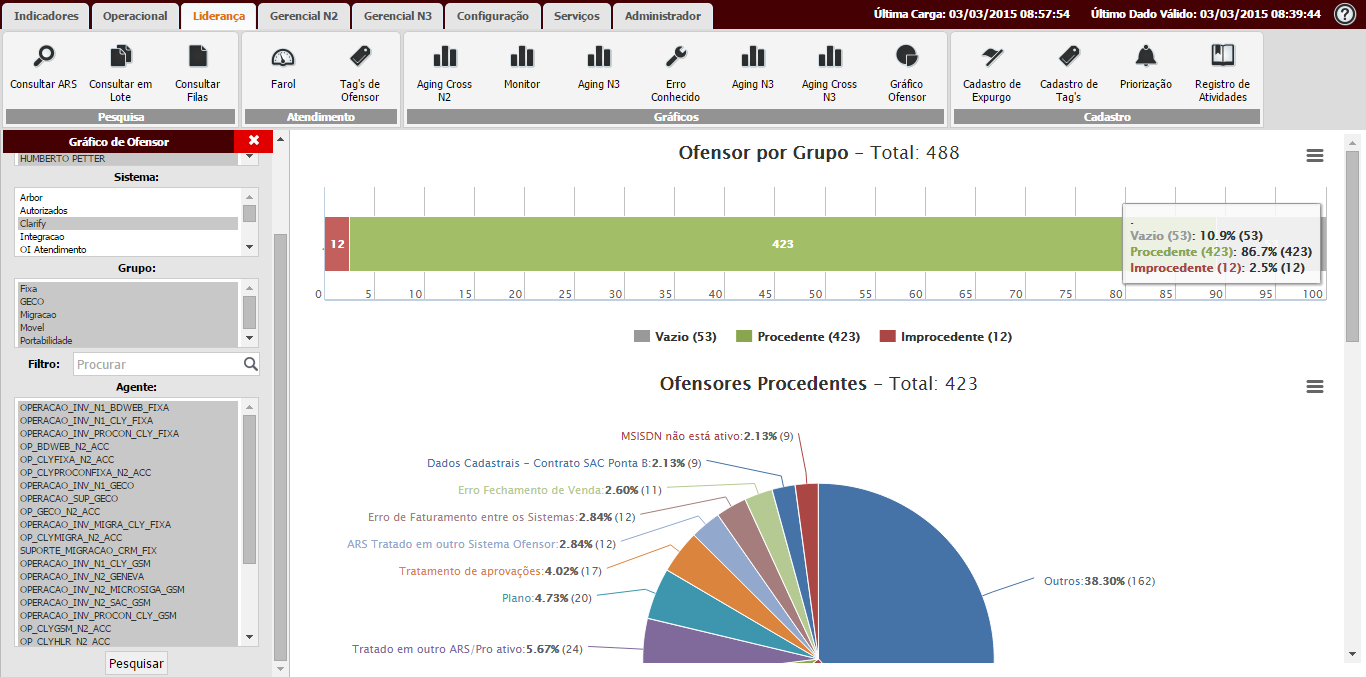 Indicadores Operacional Liderança Gerencial N2 Gerencial N3 Configuração Serviços Administrador Última Carga: 03/03/2015 08:57:54 Último Dado Válido: 03/03/2015 08:39:44 ?
Consultar ARS Consultar em Lote Consultar Filas Farol Tag's de Ofensor Aging Cross N2 Monitor Aging N3 Erro Conhecido Aging N3 Aging Cross N3 Gráfico Ofensor Cadastro de Expurgo Cadastro de Tag's Priorização Registro de Atividades
Pesquisa Atendimento Gráficos Cadastro
Gráfico de Ofensor
HUMBERTO PETTER
Sistema:
Arbor
Autorizados
Clarify
Integracao
OI Atendimento
Grupo:
Fixa
GECO
Migracao
Movel
Portabilidade
Filtro: Procurar
Agente:
OPERACAO_INV_N1_BDWEB_FIXA
OPERACAO_INV_N1_CLY_FIXA
OPERACAO_INV_PROCON_CLY_FIXA
OP_BDWEB_N2_ACC
OP_CLYFIXA_N2_ACC
OP_CLYPROCONFIXA_N2_ACC
OPERACAO_INV_N1_GECO
OPERACAO_SUP_GECO
OP_GECO_N2_ACC
OPERACAO_INV_MIGRA_CLY_FIXA
OP_CLYMIGRA_N2_ACC
SUPORTE_MIGRACAO_CRM_FIX
OPERACAO_INV_N1_CLY_GSM
OPERACAO_INV_N2_GENEVA
OPERACAO_INV_N2_MICROSIGA_GSM
OPERACAO_INV_N2_SAC_GSM
OPERACAO_INV_PROCON_CLY_GSM
OP_CLYGSM_N2_ACC
OP_CLYHLR_N2_ACC
Pesquisar
Ofensor por Grupo - Total: 488
12 423
-
Vazio (53): 10.9% (53)
Procedente (423): 86.7% (423)
Improcedente (12): 2.5% (12)
0 5 10 15 20 25 30 35 40 45 50 55 60 65 70 75 80 85 90 95 100
Vazio (53) Procedente (423) Improcedente (12)
Ofensores Procedentes - Total: 423
MSISDN não está ativo:2.13% (9)
Dados Cadastrais - Contrato SAC Ponta B:2.13% (9)
Erro Fechamento de Venda:2.60% (11)
Erro de Faturamento entre os Sistemas:2.84% (12)
ARS Tratado em outro Sistema Ofensor:2.84% (12)
Tratamento de aprovações:4.02% (17)
Outros:38.30% (162)
Plano:4.73% (20)
Tratado em outro ARS/Pro ativo:5.67% (24)